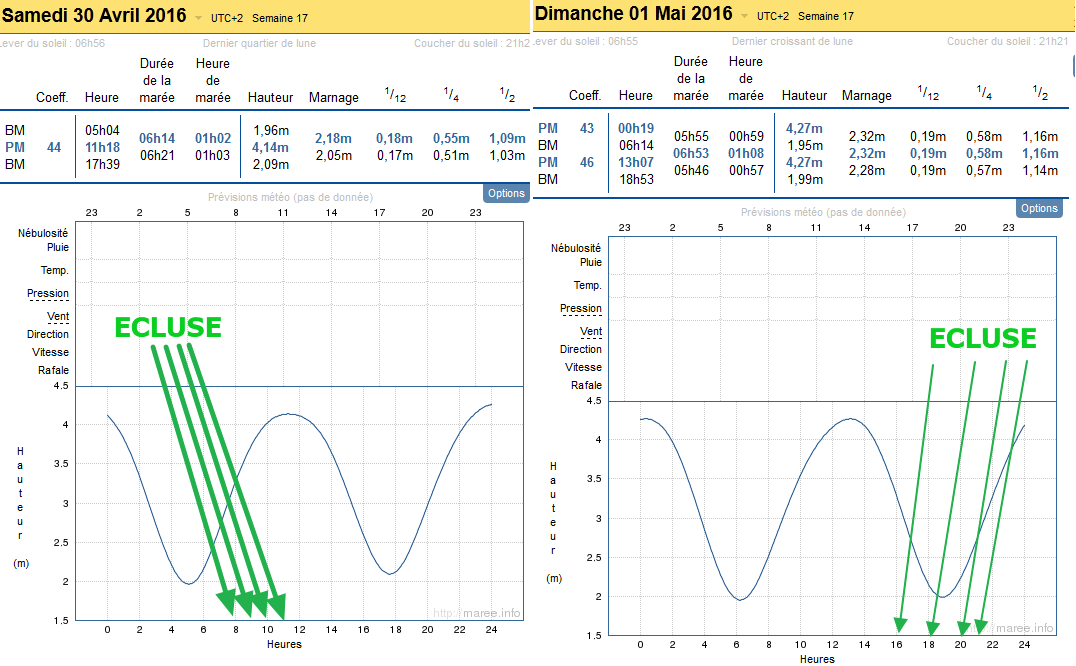 Samedi 30 Avril 2016 UTC+2 Semaine 17
Lever du soleil : 06h56 Dernier quartier de lune Coucher du soleil : 21h2
Durée Heure
de la de
Coeff. Heure marée marée Hauteur Marnage 1/12 1/4 1/2
BM 05h04 1,96m
06h14 01h02 2,18m 0,18m 0,55m 1,09m
PM 44 11h18 4,14m
06h21 01h03 2,05m 0,17m 0,51m 1,03m
BM 17h39 2,09m
Options
Prévisions météo (pas de donnée)
23 2 5 8 11 14 17 20 23
Nébulosité
Pluie
Temp.
Pression
Vent
ECLUSE
Direction
Vitesse
Rafale
4.5
4
3.5
3
2.5
2
1.5
Hauteur
(m)
http://maree.info
0 2 4 6 8 10 12 14 16 18 20 22 24
Heures
Dimanche 01 Mai 2016 UTC+2 Semaine 17
Lever du soleil : 06h55 Dernier croissant de lune Coucher du soleil : 21h21
Durée Heure
de la de
Coeff. Heure marée marée Hauteur Marnage 1/12 1/4 1/2
PM 43 00h19 4,27m
05h55 00h59 2,32m 0,19m 0,58m 1,16m
BM 06h14 1,95m
06h53 01h08 2,32m 0,19m 0,58m 1,16m
PM 46 13h07 4,27m
05h46 00h57 2,28m 0,19m 0,57m 1,14m
BM 18h53 1,99m
Options
Prévisions météo (pas de donnée)
23 2 5 8 11 14 17 20 23
Nébulosité
Pluie
Temp.
Pression
Vent
ECLUSE
Direction
Vitesse
Rafale
4.5
4
3.5
3
2.5
2
1.5
Hauteur
(m)
maree.info
0 2 4 6 8 10 12 14 16 18 20 22 24
Heures